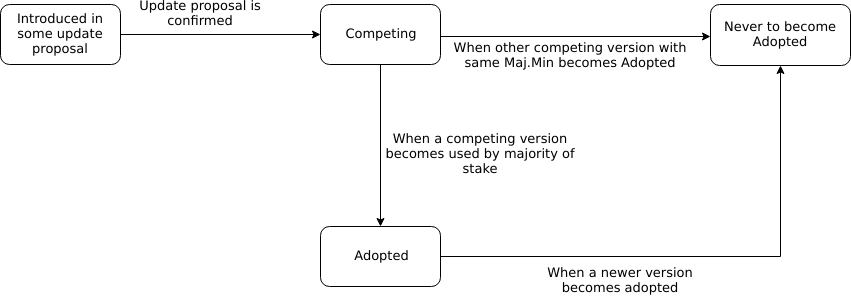 Update proposal is
confirmed
Introduced in
some update
proposal
Competing
When other competing version with
same Maj.Min becomes Adopted
Never to become
Adopted
When a competing version
becomes used by majority of
stake
Adopted
When a newer version
becomes adopted